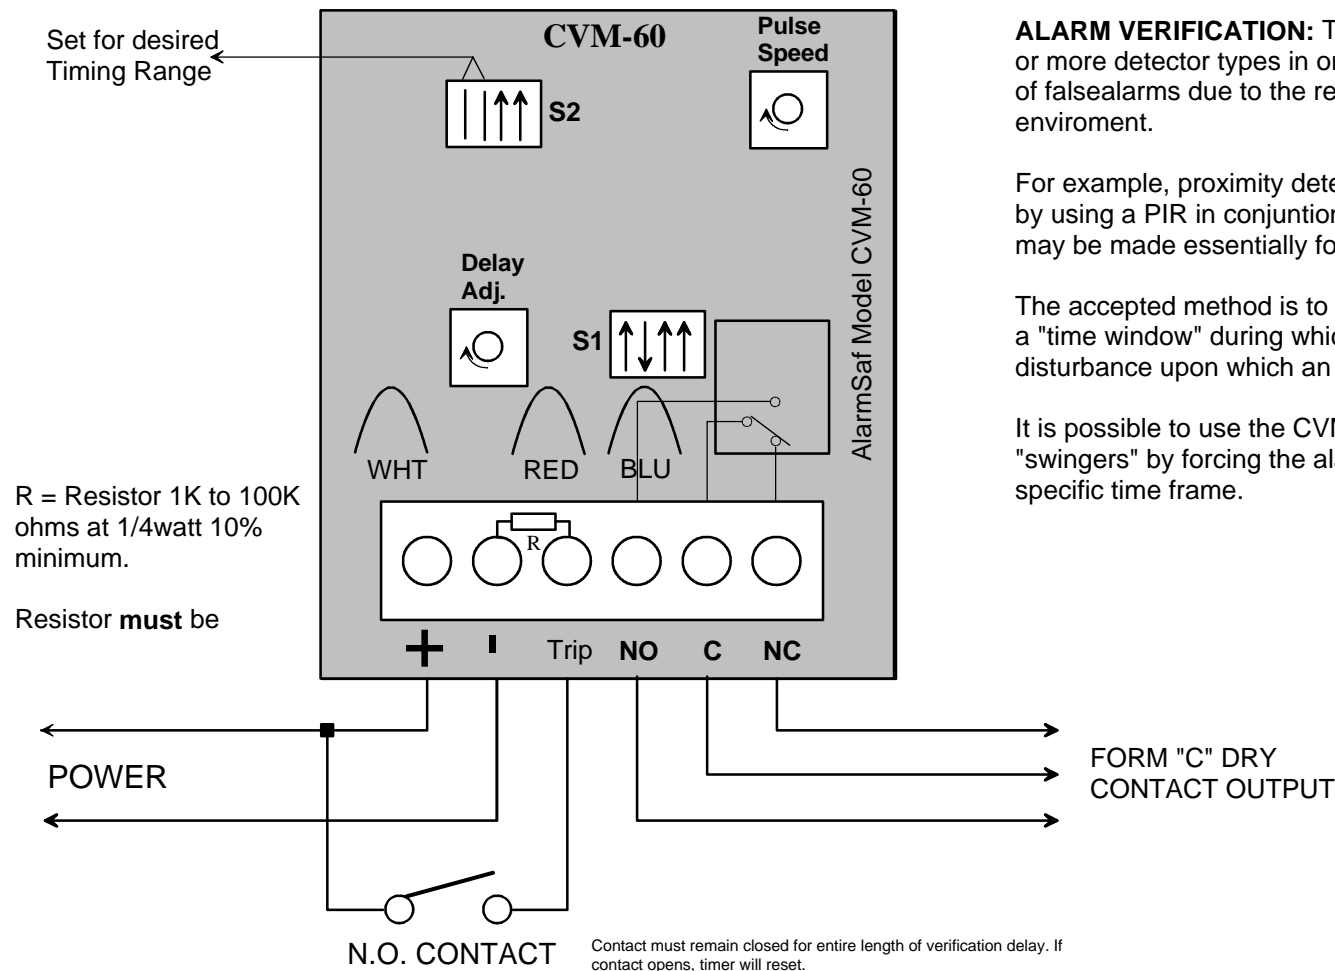 Set for desired
Timing Range
CVM-60
Pulse
Speed
S2
Delay
Adj.
S1
AlarmSaf Model CVM-60
WHT
RED
BLU
R
+
-
Trip
NO
C
NC
R = Resistor 1K to 100K
ohms at 1/4watt 10%
minimum.
Resistor must be
POWER
N.O. CONTACT
Contact must remain closed for entire length of verification delay. If
contact opens, timer will reset.
FORM "C" DRY
CONTACT OUTPUT
ALARM VERIFICATION: T
or more detector types in or
of falsealarms due to the re
enviroment.
For example, proximity dete
by using a PIR in conjuntion
may be made essentially fo
The accepted method is to
a "time window" during whic
disturbance upon which an
It is possible to use the CVM
"swingers" by forcing the ala
specific time frame.